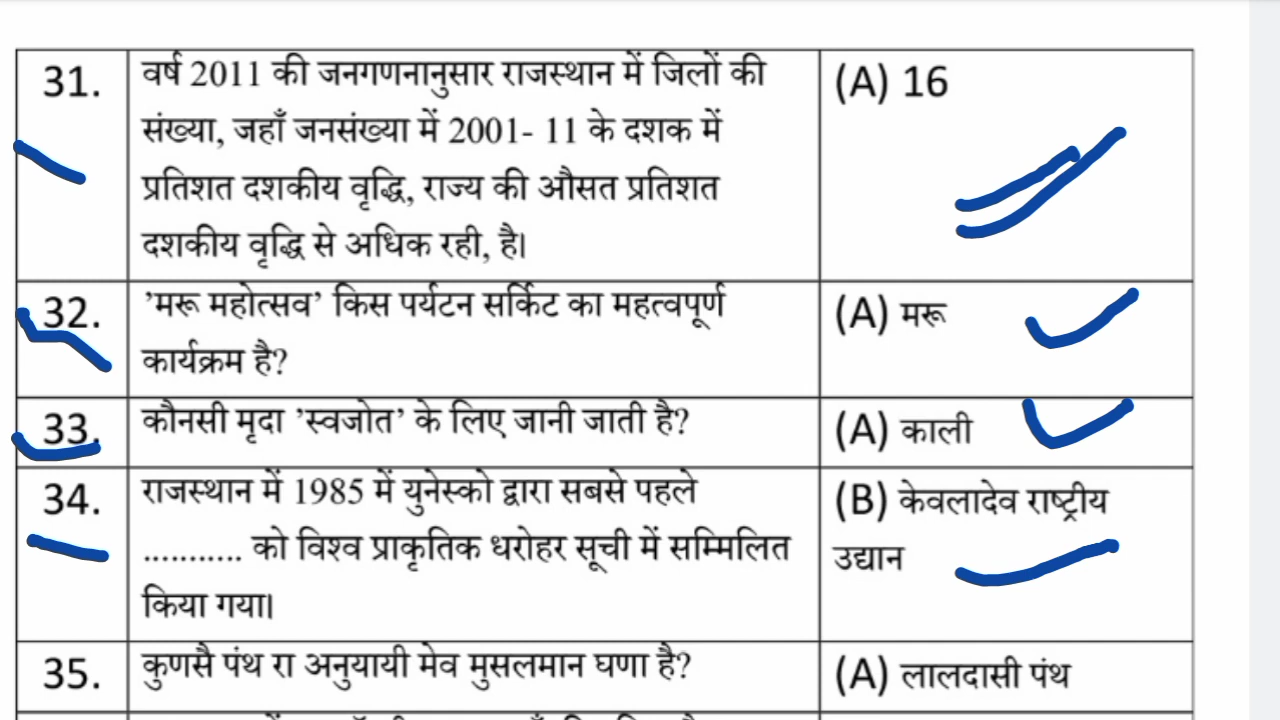 31.
वर्ष 2011 की जनगणनानुसार राजस्थान में जिलों की
संख्या, जहाँ जनसंख्या में 2001- 11 के दशक में
प्रतिशत दशकीय वृद्धि, राज्य की औसत प्रतिशत
दशकीय वृद्धि से अधिक रही, है।
(A) 16
32.
’मरू महोत्सव’ किस पर्यटन सर्किट का महत्वपूर्ण
कार्यक्रम है?
(A) मरू
33.
कौनसी मृदा ’स्वजोत’ के लिए जानी जाती है?
(A) काली
34.
राजस्थान में 1985 में युनेस्को द्वारा सबसे पहले
........... को विश्व प्राकृतिक धरोहर सूची में सम्मिलित
किया गया।
(B) केवलादेव राष्ट्रीय
उद्यान
35.
कुणसै पंथ रा अनुयायी मेव मुसलमान घणा है?
(A) लालदासी पंथ